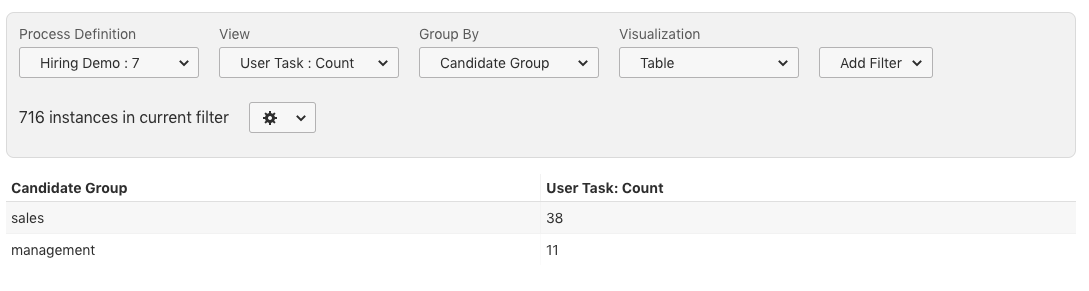 Process Definition View Group By Visualization
Hiring Demo : 7 User Task : Count Candidate Group Table Add Filter
716 instances in current filter
Candidate Group User Task: Count
sales 38
management 11